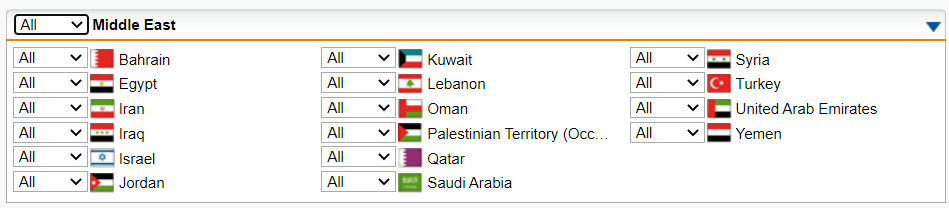 All Middle East
All Bahrain
All Egypt
All Iran
All Iraq
All Israel
All Jordan
All Kuwait
All Lebanon
All Oman
All Palestinian Territory (Occ...
All Qatar
All Saudi Arabia
All Syria
All Turkey
All United Arab Emirates
All Yemen